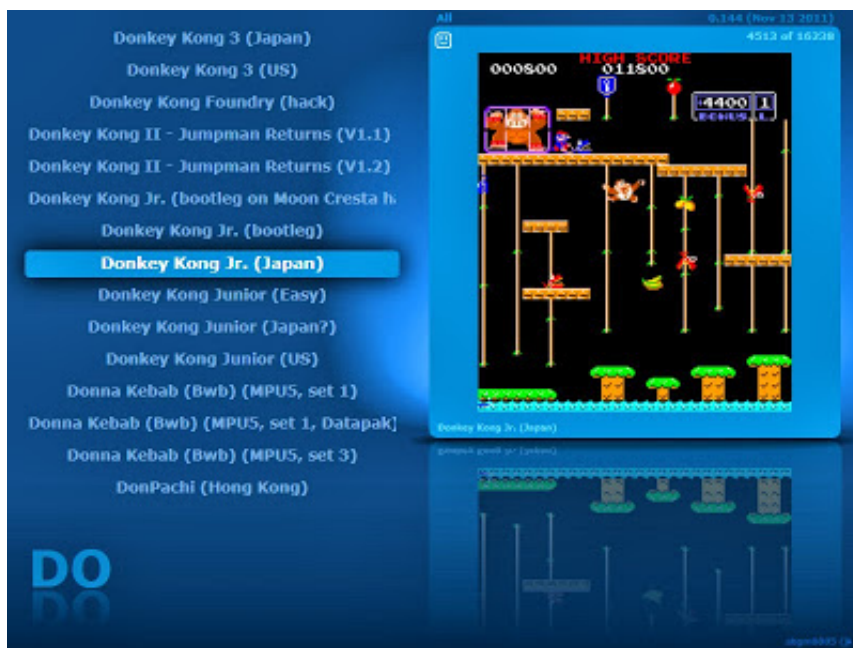 Donkey Kong 3 (Japan)
Donkey Kong 3 (US)
Donkey Kong Foundry (hack)
Donkey Kong II - Jumpman Returns (V1.1)
Donkey Kong II - Jumpman Returns (V1.2)
Donkey Kong Jr. (bootleg on Moon Cresta h
Donkey Kong Jr. (bootleg)
Donkey Kong Jr. (Japan)
Donkey Kong Junior (Easy)
Donkey Kong Junior (Japan?)
Donkey Kong Junior (US)
Donna Kebab (Bwb) (MPU5, set 1)
Donna Kebab (Bwb) (MPU5, set 1, Datapak)
Donna Kebab (Bwb) (MPU5, set 3)
DonPachi (Hong Kong)
DO
All
0.144 (Nov 13 2011)
4513 of 16238
HIGH SCORE
000800 011800
4400 1
BONUS L
Donkey Kong Jr. (Japan)